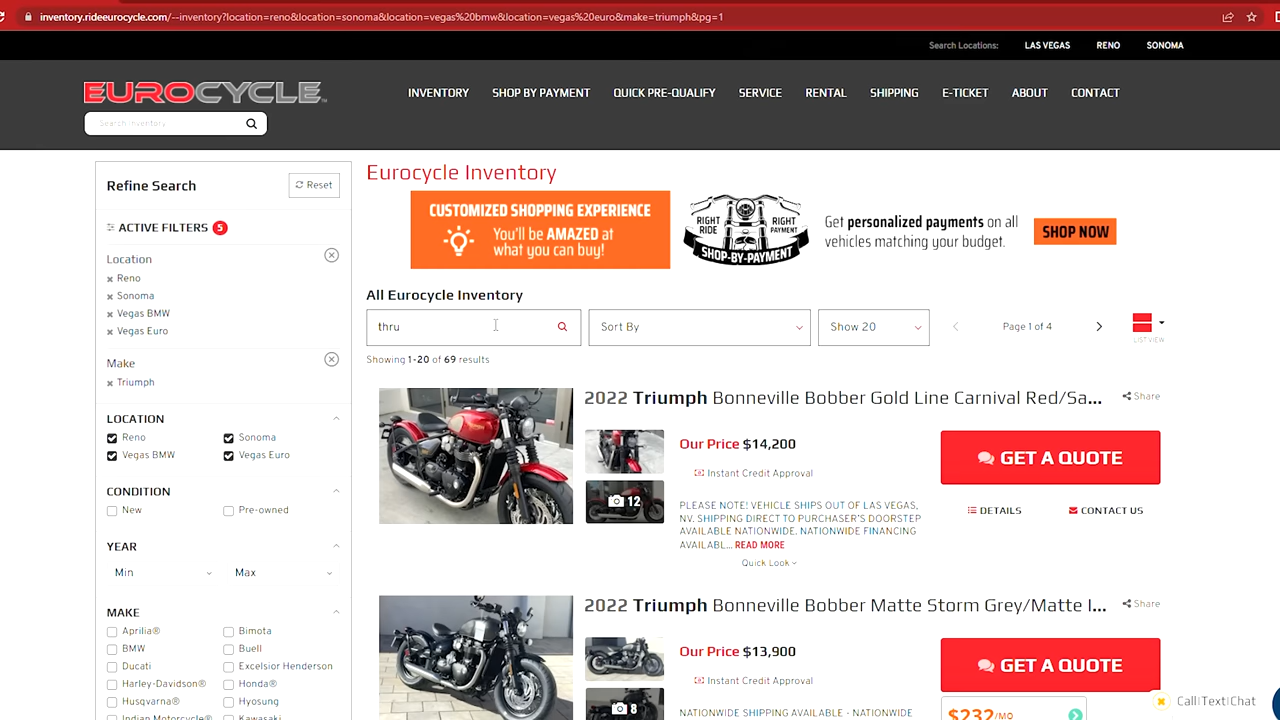 inventory.rideeurocycle.com/--inventory?location=reno&location=sonoma&location=vegas%20bmw&location=vegas%20euro&make=triumph&pg=1
Search Locations: LAS VEGAS RENO SONOMA
EUROCYCLE
INVENTORY SHOP BY PAYMENT QUICK PRE-QUALIFY SERVICE RENTAL SHIPPING E-TICKET ABOUT CONTACT
Search Inventory
Refine Search
Reset
ACTIVE FILTERS 5
Location
Reno
Sonoma
Vegas BMW
Vegas Euro
Make
Triumph
LOCATION
Reno Sonoma
Vegas BMW Vegas Euro
CONDITION
New Pre-owned
YEAR
Min Max
MAKE
Aprilia® Bimota
BMW Buell
Ducati Excelsior Henderson
Harley-Davidson® Honda®
Husqvarna® Hyosung
Indian Motorcycle® Kawasaki
Eurocycle Inventory
CUSTOMIZED SHOPPING EXPERIENCE
You'll be AMAZED at
what you can buy!
RIGHT RIDE RIGHT PAYMENT
SHOP-BY-PAYMENT
Get personalized payments on all
vehicles matching your budget.
SHOP NOW
All Eurocycle Inventory
thru Sort By Show 20 Page 1 of 4
LIST VIEW
Showing 1-20 of 69 results
2022 Triumph Bonneville Bobber Gold Line Carnival Red/Sa...
Share
Our Price $14,200
Instant Credit Approval
GET A QUOTE
12
PLEASE NOTE! VEHICLE SHIPS OUT OF LAS VEGAS,
NV. SHIPPING DIRECT TO PURCHASER'S DOORSTEP
AVAILABLE NATIONWIDE. NATIONWIDE FINANCING
AVAILABL... READ MORE
DETAILS CONTACT US
Quick Look
2022 Triumph Bonneville Bobber Matte Storm Grey/Matte I...
Share
Our Price $13,900
Instant Credit Approval
GET A QUOTE
8
NATIONWIDE SHIPPING AVAILABLE - NATIONWIDE
$232/MO
Call|Text|Chat